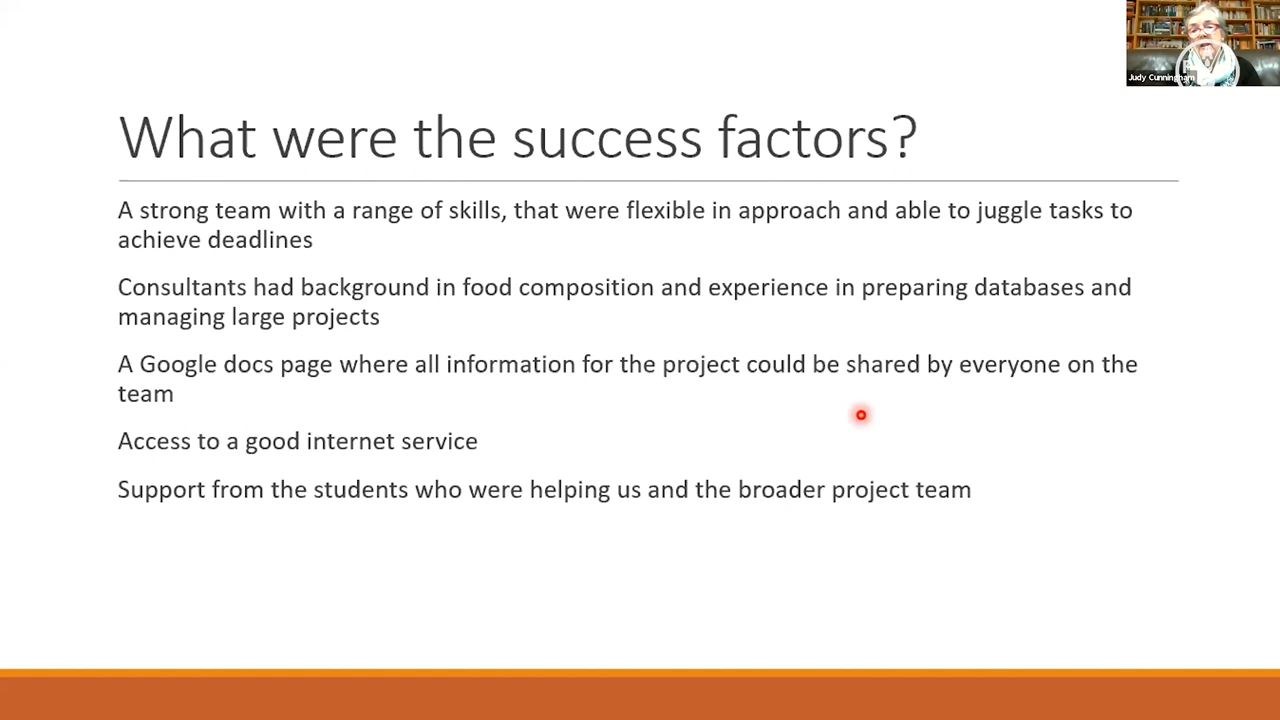 Judy Cunningham
What were the success factors?
A strong team with a range of skills, that were flexible in approach and able to juggle tasks to
achieve deadlines
Consultants had background in food composition and experience in preparing databases and
managing large projects
A Google docs page where all information for the project could be shared by everyone on the
team
Access to a good internet service
Support from the students who were helping us and the broader project team